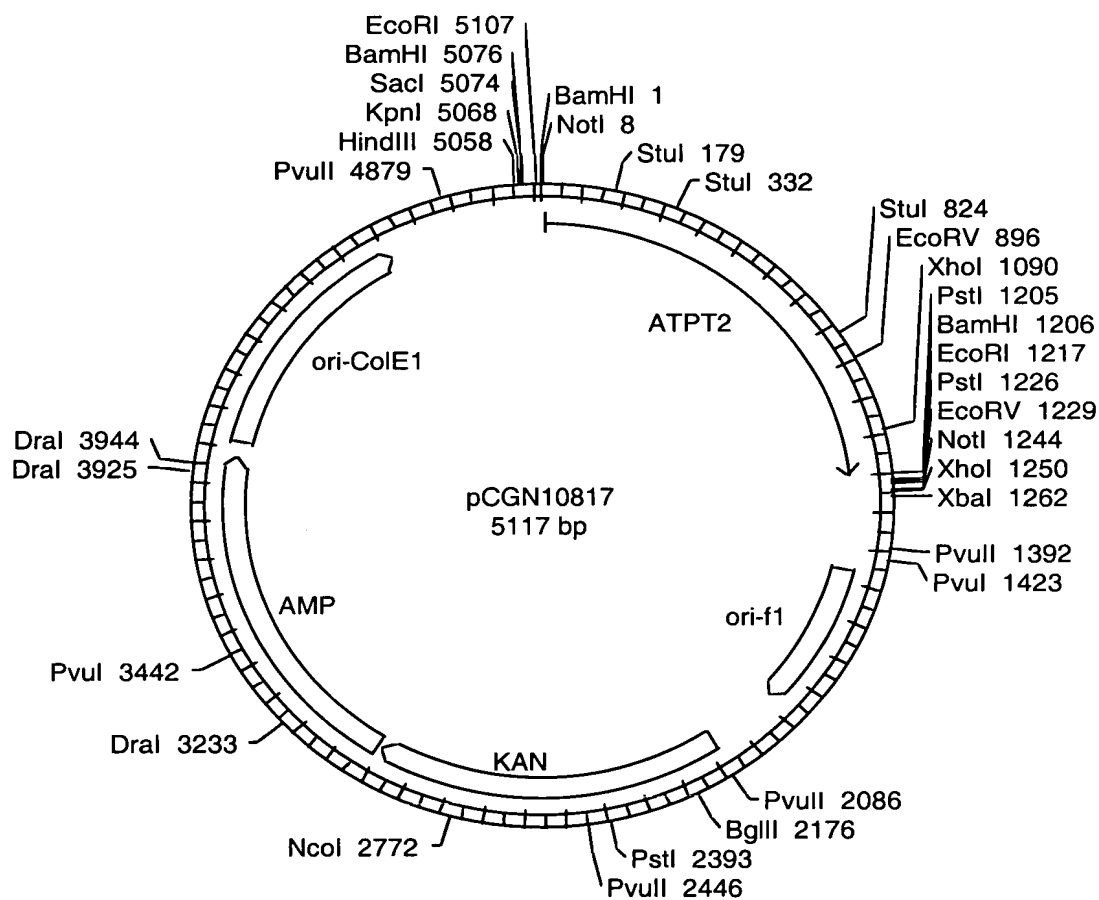 EcoRI 5107
BamHI 5076
SacI 5074
KpnI 5068
HindIII 5058
PvuII 4879
BamHI 1
NotI 8
StuI 179
StuI 332
StuI 824
EcoRV 896
XhoI 1090
PstI 1205
BamHI 1206
EcoRI 1217
PstI 1226
EcoRV 1229
NotI 1244
XhoI 1250
XbaI 1262
PvuII 1392
PvuI 1423
ATPT2
ori-ColE1
DraI 3944
DraI 3925
pCGN10817
5117 bp
AMP
ori-f1
PvuI 3442
DraI 3233
KAN
NcoI 2772
PvuII 2086
BglII 2176
PstI 2393
PvuII 2446